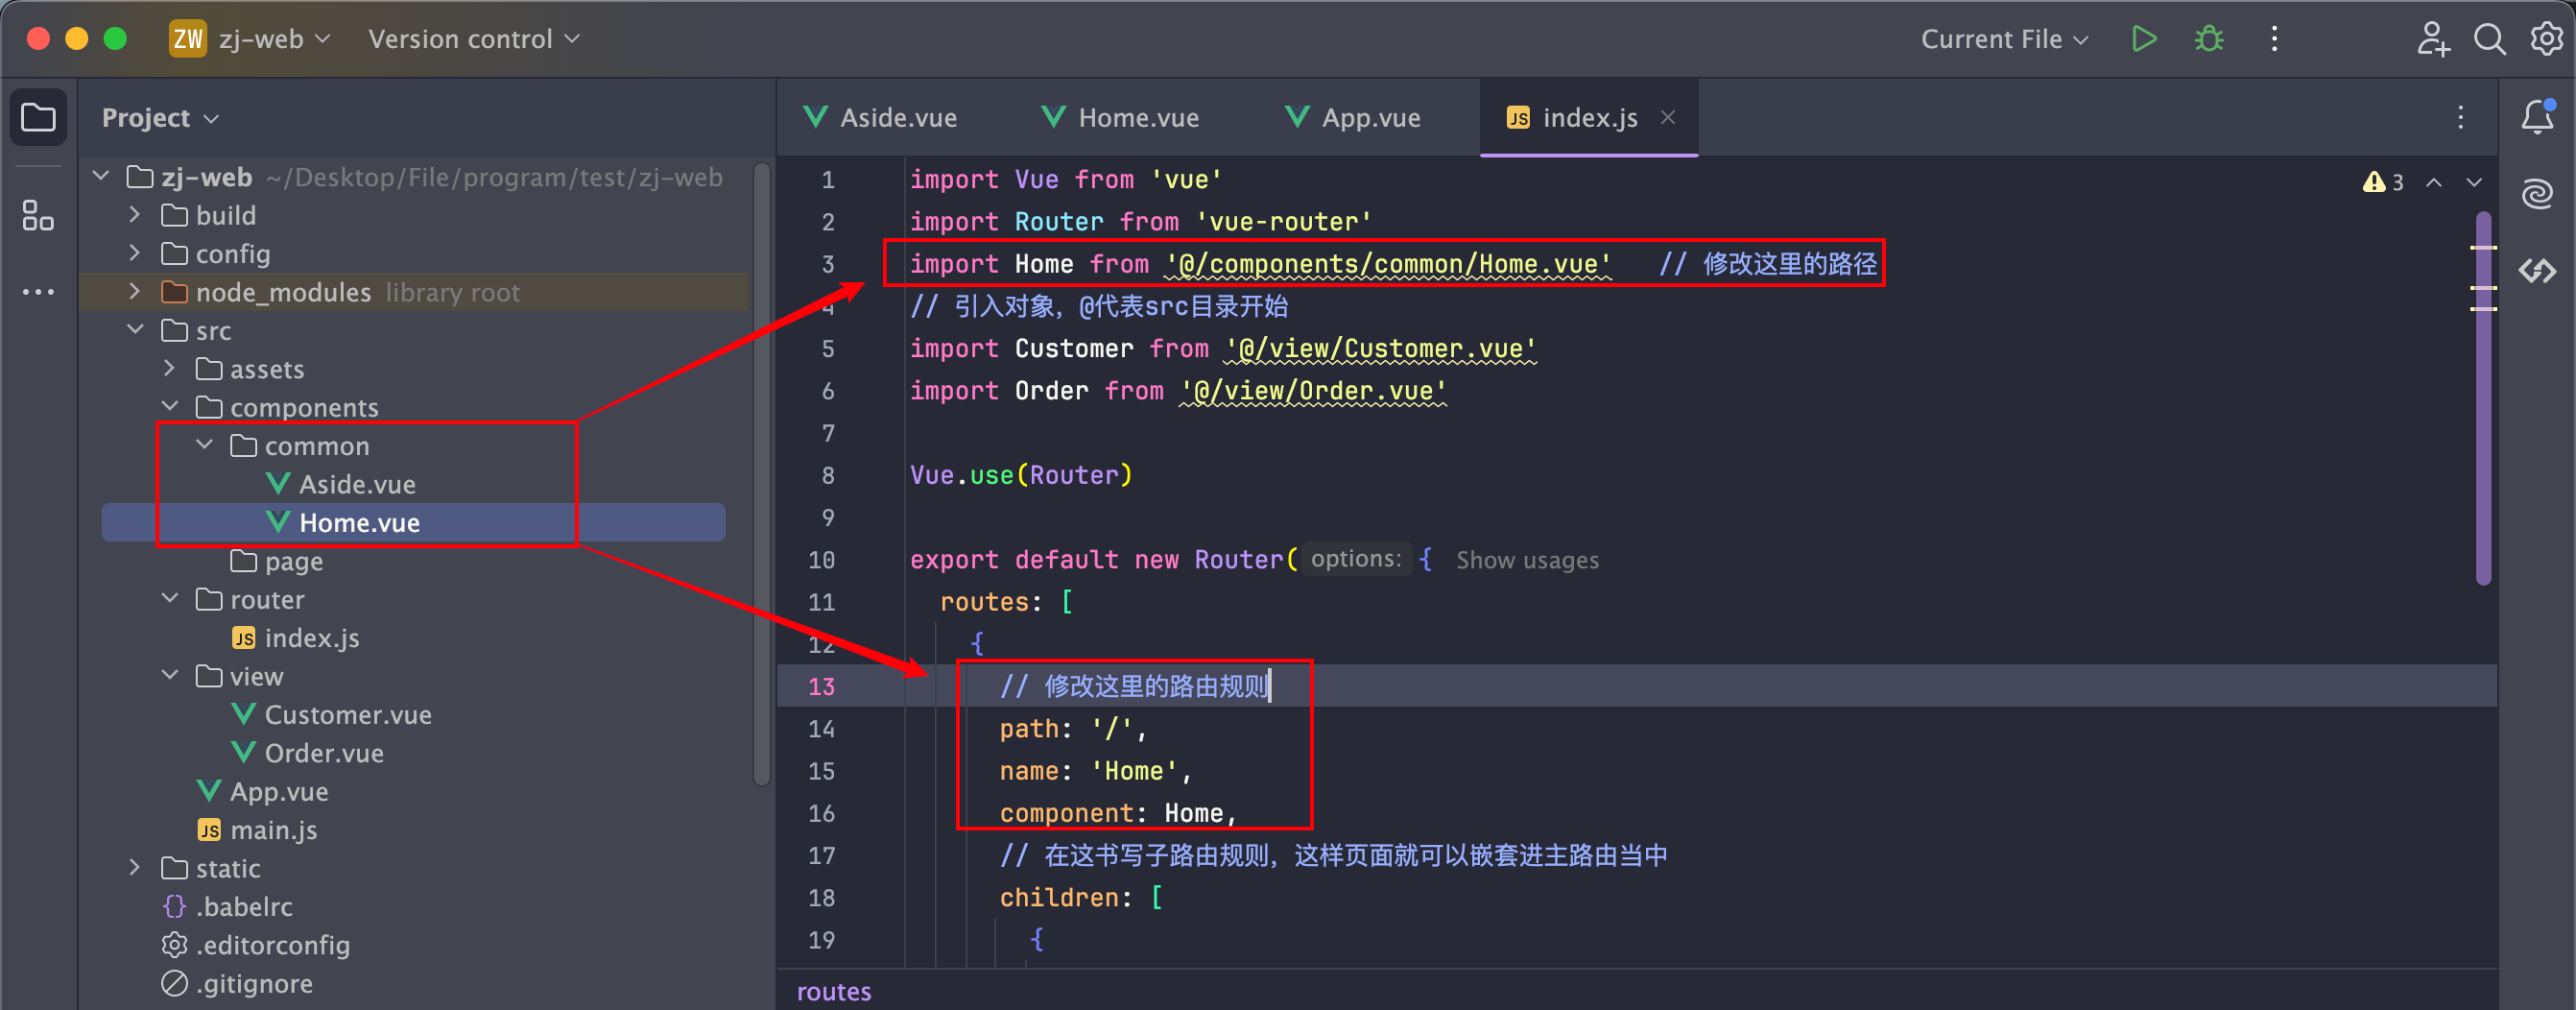 ZW zj-web Version control Current File
Project
zj-web ~/Desktop/File/program/test/zj-web
build
config
node_modules library root
src
assets
components
common
Aside.vue
Home.vue
page
router
JS index.js
view
Customer.vue
Order.vue
App.vue
JS main.js
static
{} .babelrc
.editorconfig
.gitignore
Aside.vue Home.vue App.vue JS index.js
3
1 import Vue from 'vue'
2 import Router from 'vue-router'
3 import Home from '@/components/common/Home.vue' // 修改这里的路径
4 // 引入对象，@代表src目录开始
5 import Customer from '@/view/Customer.vue'
6 import Order from '@/view/Order.vue'
7
8 Vue.use(Router)
9
10 export default new Router( options: { Show usages
11 routes: [
12 {
13 // 修改这里的路由规则
14 path: '/',
15 name: 'Home',
16 component: Home,
17 // 在这书写子路由规则，这样页面就可以嵌套进主路由当中
18 children: [
19 {
routes